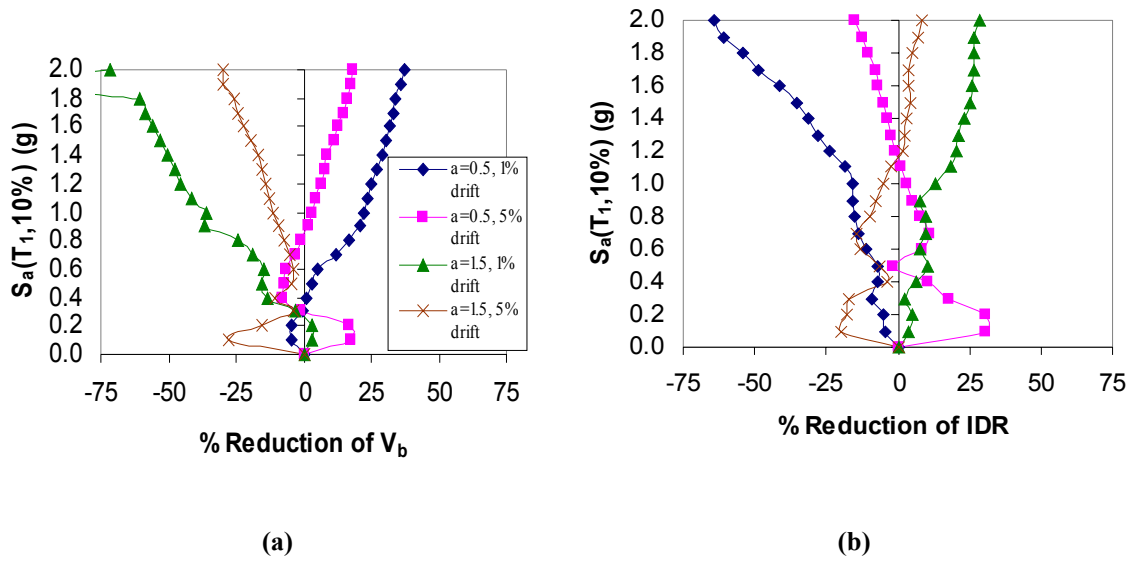 2.0
1.8
1.6
1.4
1.2
1.0
0.8
0.6
0.4
0.2
0.0
-75 -50 -25 0 25 50 75
Sa(T1,10%) (g)
% Reduction of Vb
a=0.5, 1%
drift
a=0.5, 5%
drift
a=1.5, 1%
drift
a=1.5, 5%
drift
(a)
2.0
1.8
1.6
1.4
1.2
1.0
0.8
0.6
0.4
0.2
0.0
-75 -50 -25 0 25 50 75
Sa(T1,10%) (g)
% Reduction of IDR
(b)